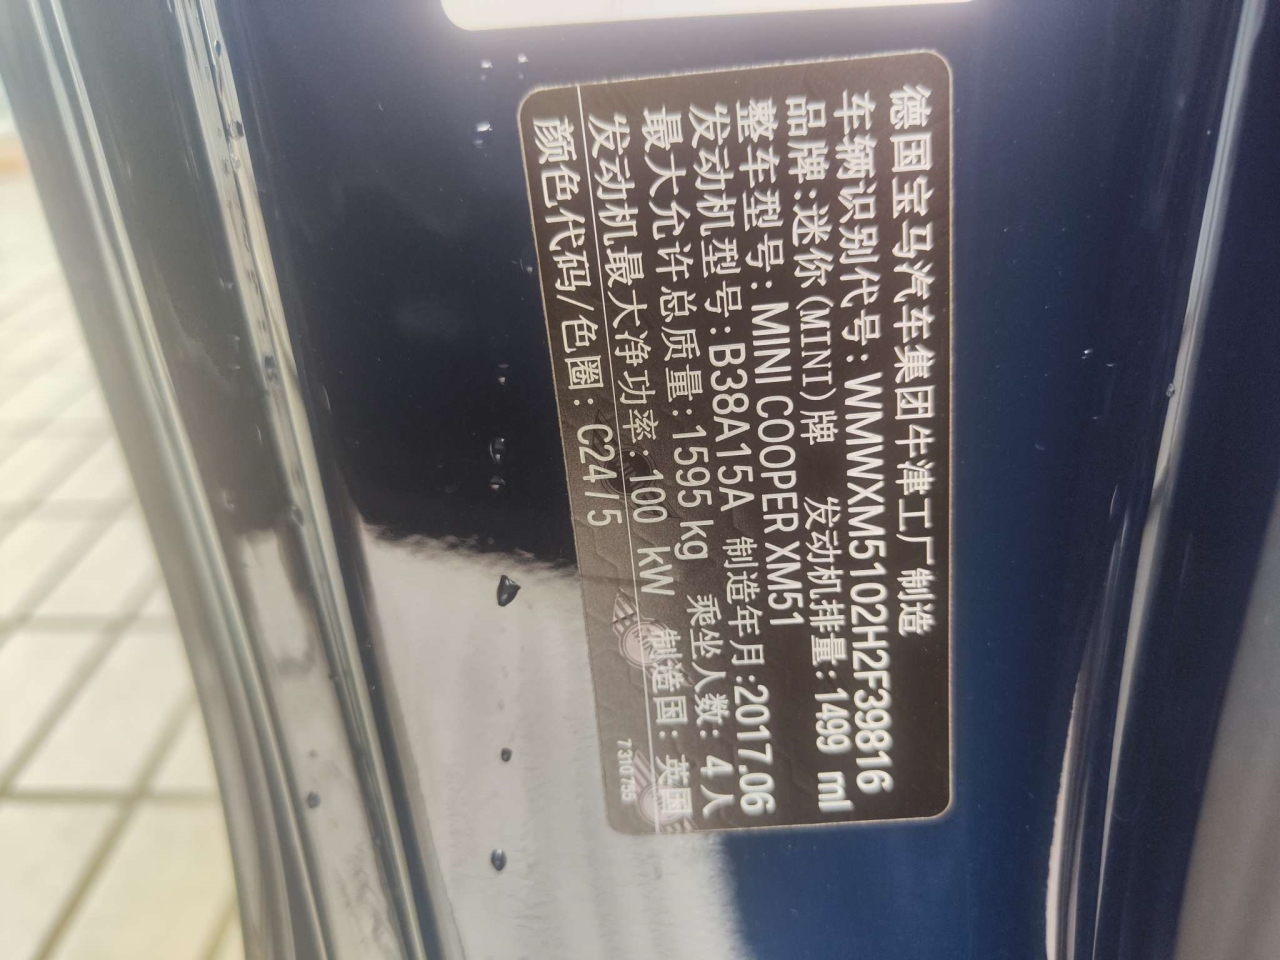 德国宝马汽车集团牛津工厂制造
车辆识别代号: WMWXM5102H2F39816
品牌:迷你(MINI)牌 发动机排量: 1499 ml
整车型号: MINI COOPER XM51
发动机型号: B38A15A 制造年月:2017.06
最大允许总质量: 1595 kg 乘坐人数: 4人
发动机最大净功率: 100 kW 制造国: 英国
颜色代码/色圈: C24/5 7310755